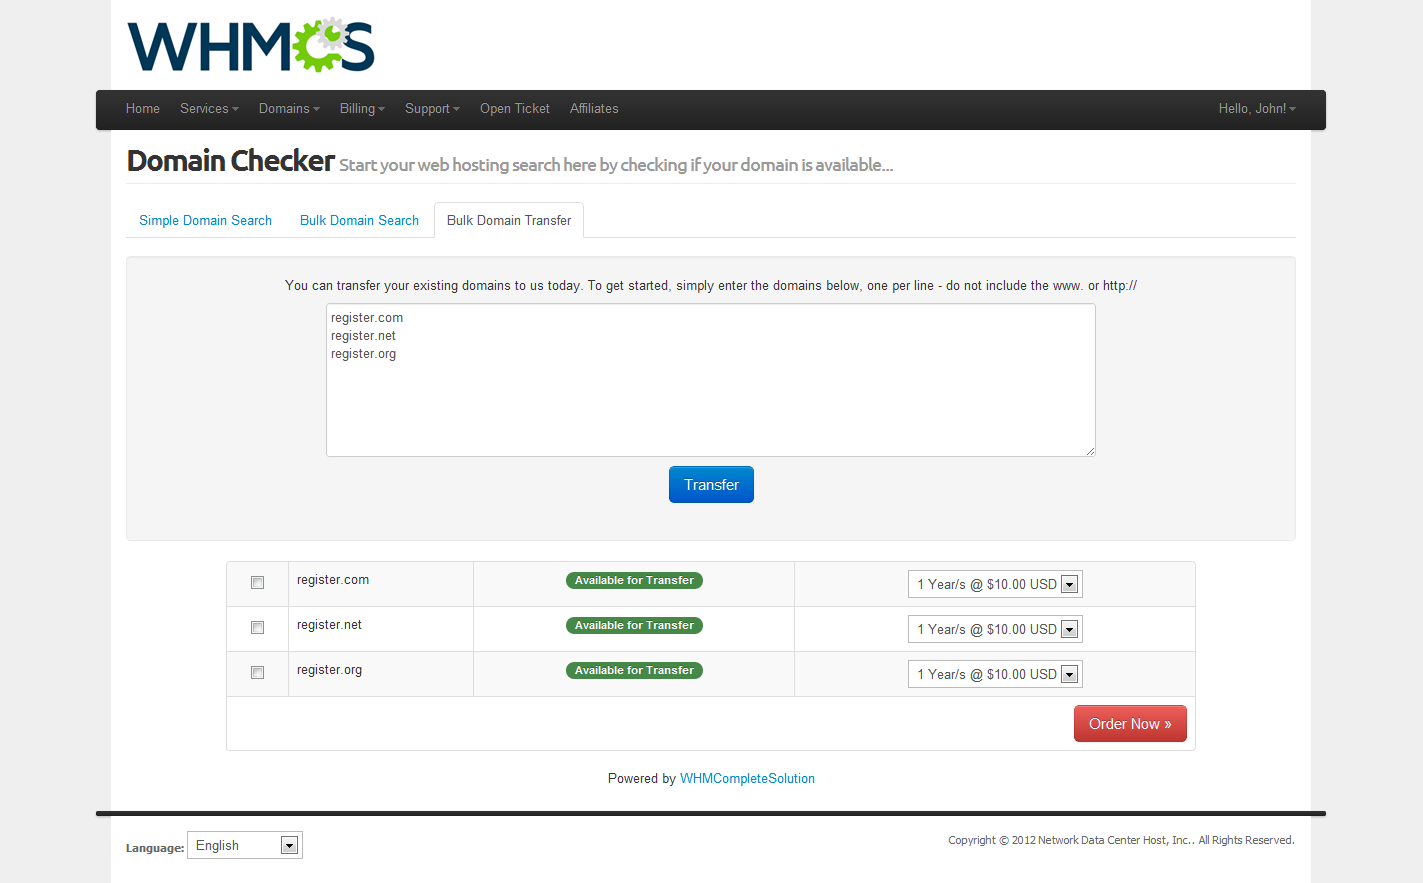 WHMCS
Home Services Domains Billing Support Open Ticket Affiliates Hello, John!
Domain Checker Start your web hosting search here by checking if your domain is available...
Simple Domain Search Bulk Domain Search Bulk Domain Transfer
You can transfer your existing domains to us today. To get started, simply enter the domains below, one per line - do not include the www. or http://
register.com
register.net
register.org
Transfer
register.com Available for Transfer 1 Year/s @ $10.00 USD
register.net Available for Transfer 1 Year/s @ $10.00 USD
register.org Available for Transfer 1 Year/s @ $10.00 USD
Order Now »
Powered by WHMCompleteSolution
Language: English Copyright © 2012 Network Data Center Host, Inc.. All Rights Reserved.